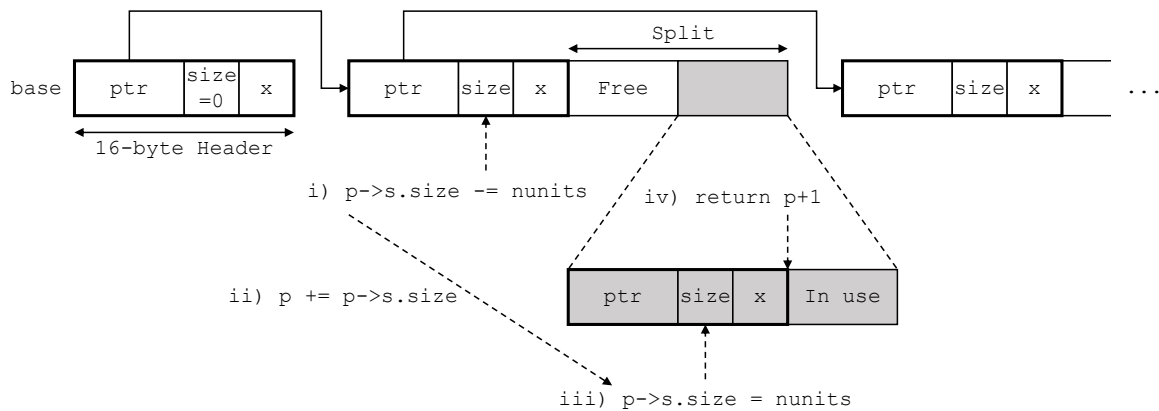 Split
base
ptr
size
=0
x
ptr
size
x
Free
ptr
size
x
...
16-byte Header
i) p->s.size -= nunits
iv) return p+1
ii) p += p->s.size
ptr
size
x
In use
iii) p->s.size = nunits